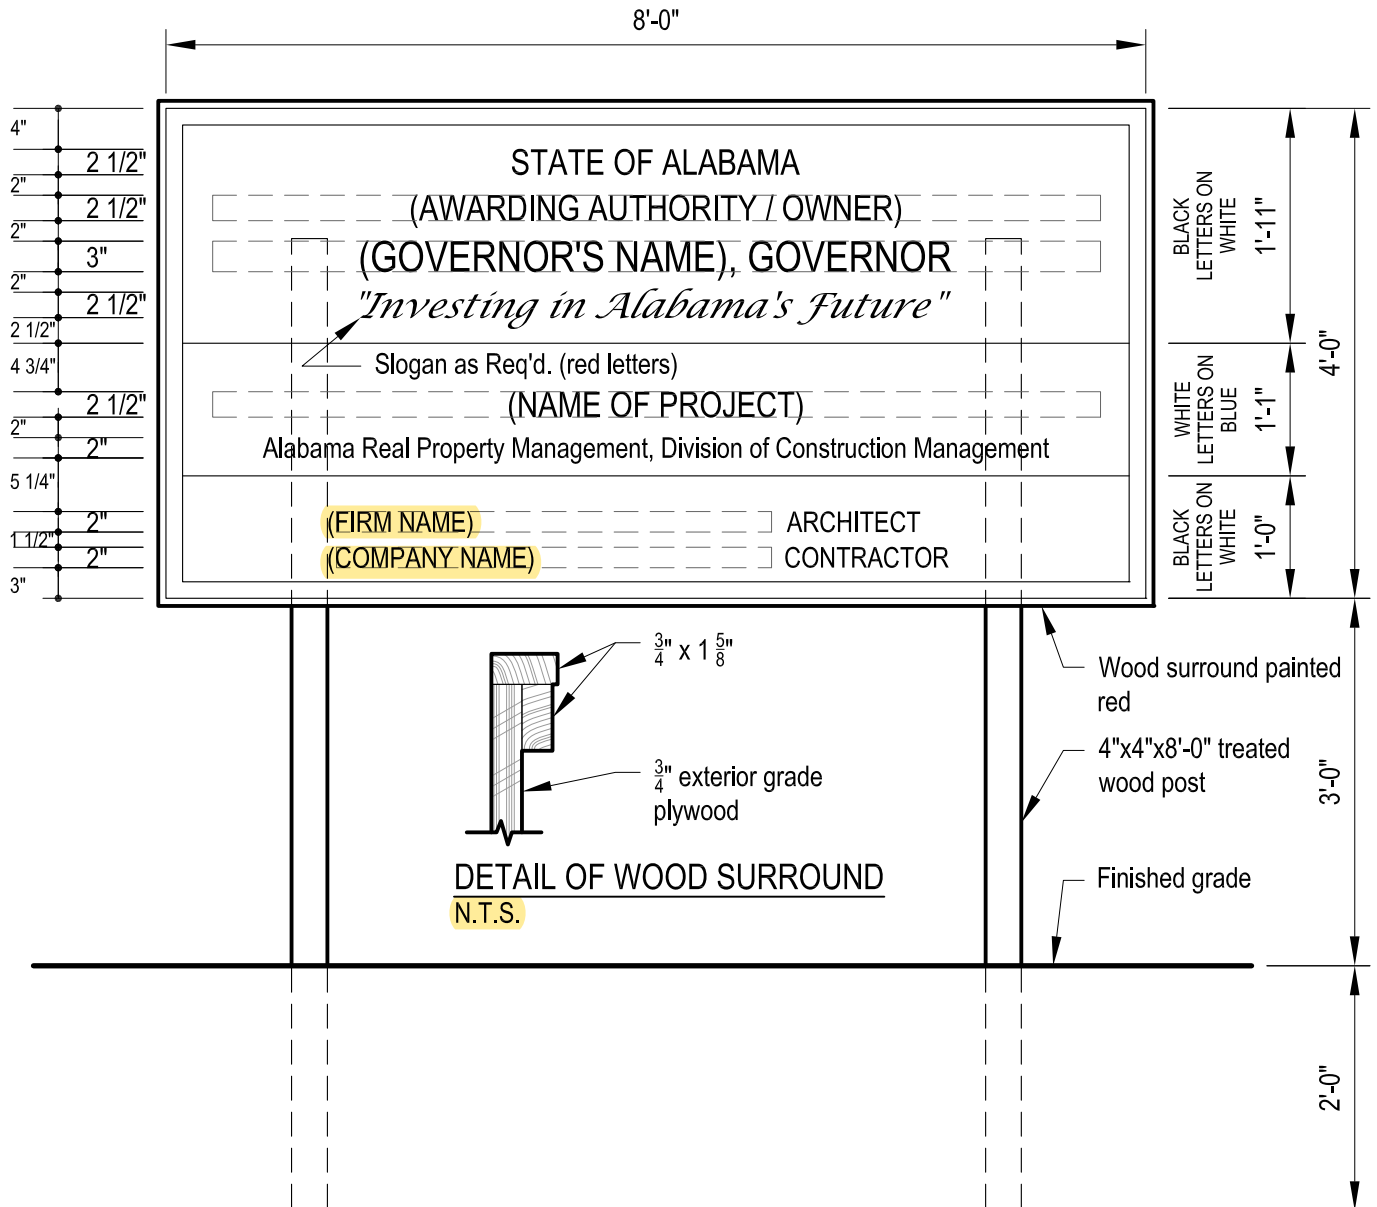 8'-0"
4"
2 1/2"
2"
2 1/2"
2"
3"
2"
2 1/2"
2 1/2"
4 3/4"
2 1/2"
2"
2"
5 1/4"
2"
1 1/2"
2"
3"
STATE OF ALABAMA
(AWARDING AUTHORITY / OWNER)
(GOVERNOR'S NAME), GOVERNOR
"Investing in Alabama's Future"
Slogan as Req'd. (red letters)
(NAME OF PROJECT)
Alabama Real Property Management, Division of Construction Management
(FIRM NAME) ARCHITECT
(COMPANY NAME) CONTRACTOR
BLACK
LETTERS ON
WHITE
1'-11"
WHITE
LETTERS ON
BLUE
1'-1"
BLACK
LETTERS ON
WHITE
1'-0"
4'-0"
3/4" x 1 5/8"
3/4" exterior grade
plywood
DETAIL OF WOOD SURROUND
N.T.S.
Wood surround painted
red
4"x4"x8'-0" treated
wood post
Finished grade
3'-0"
2'-0"